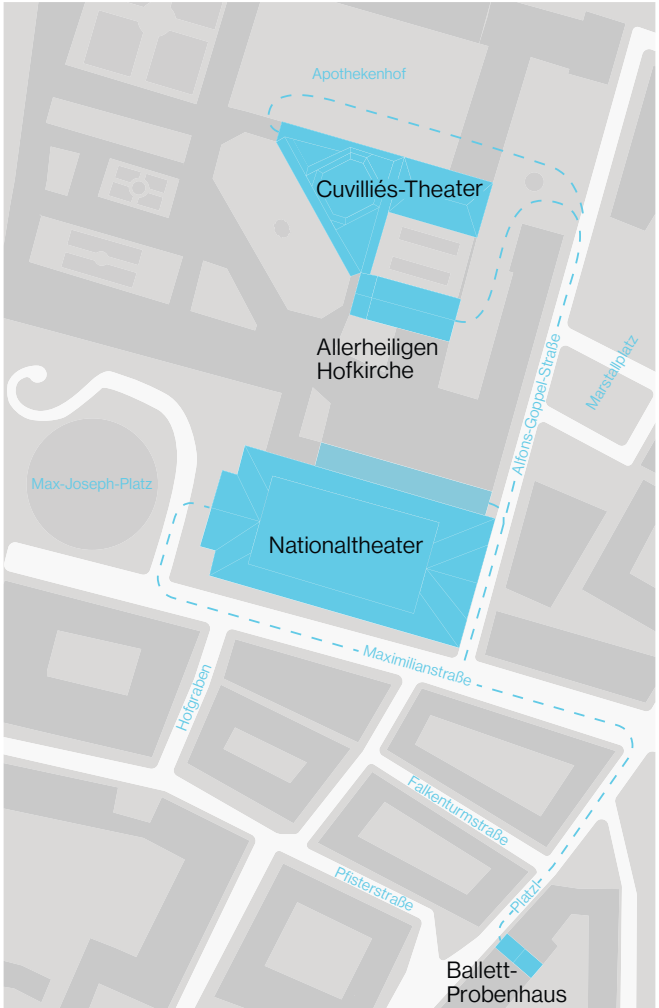 Apothekenhof
Cuvilliés-Theater
Allerheiligen
Hofkirche
Marstallplatz
Alfons-Goppel-Straße
Max-Joseph-Platz
Nationaltheater
Maximilianstraße
Hofgraben
Falkenturmstraße
Pfisterstraße
Platzl
Ballett-
Probenhaus